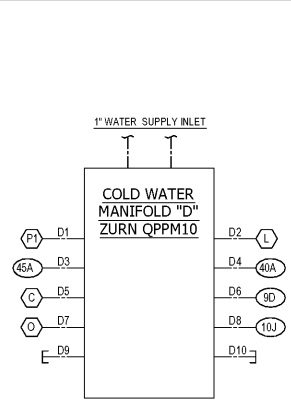 1" WATER SUPPLY INLET
COLD WATER
MANIFOLD "D"
ZURN QPPM10
P1 D1 D2 L
45A D3 D4 40A
C D5 D6 9D
O D7 D8 10J
D9 D10